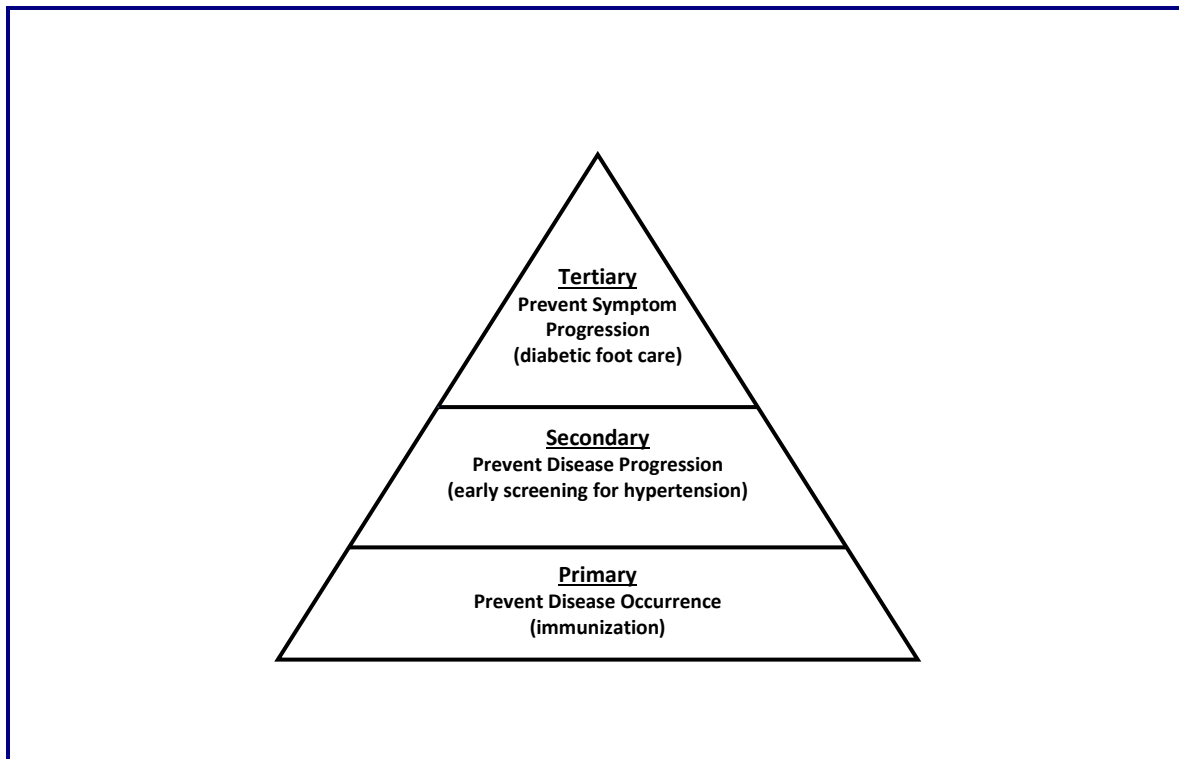 Tertiary
Prevent Symptom
Progression
(diabetic foot care)
Secondary
Prevent Disease Progression
(early screening for hypertension)
Primary
Prevent Disease Occurrence
(immunization)